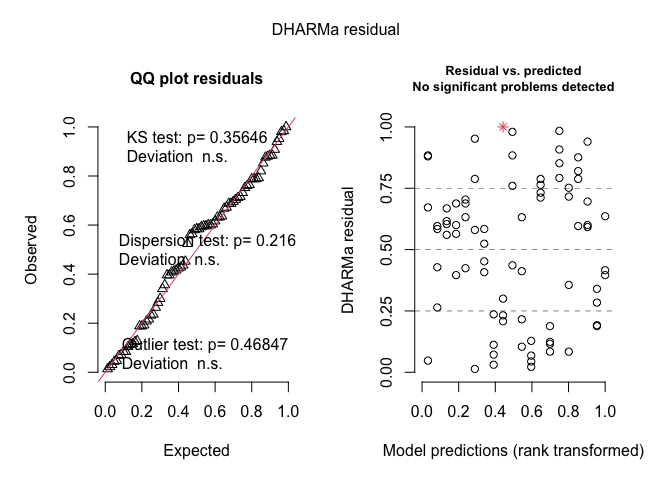 DHARMa residual
QQ plot residuals
KS test: p= 0.35646
Deviation n.s.
Dispersion test: p= 0.216
Deviation n.s.
Outlier test: p= 0.46847
Deviation n.s.
Observed
0.0 0.2 0.4 0.6 0.8 1.0
0.0 0.2 0.4 0.6 0.8 1.0
Expected
Residual vs. predicted
No significant problems detected
DHARMa residual
0.00 0.25 0.50 0.75 1.00
0.0 0.2 0.4 0.6 0.8 1.0
Model predictions (rank transformed)